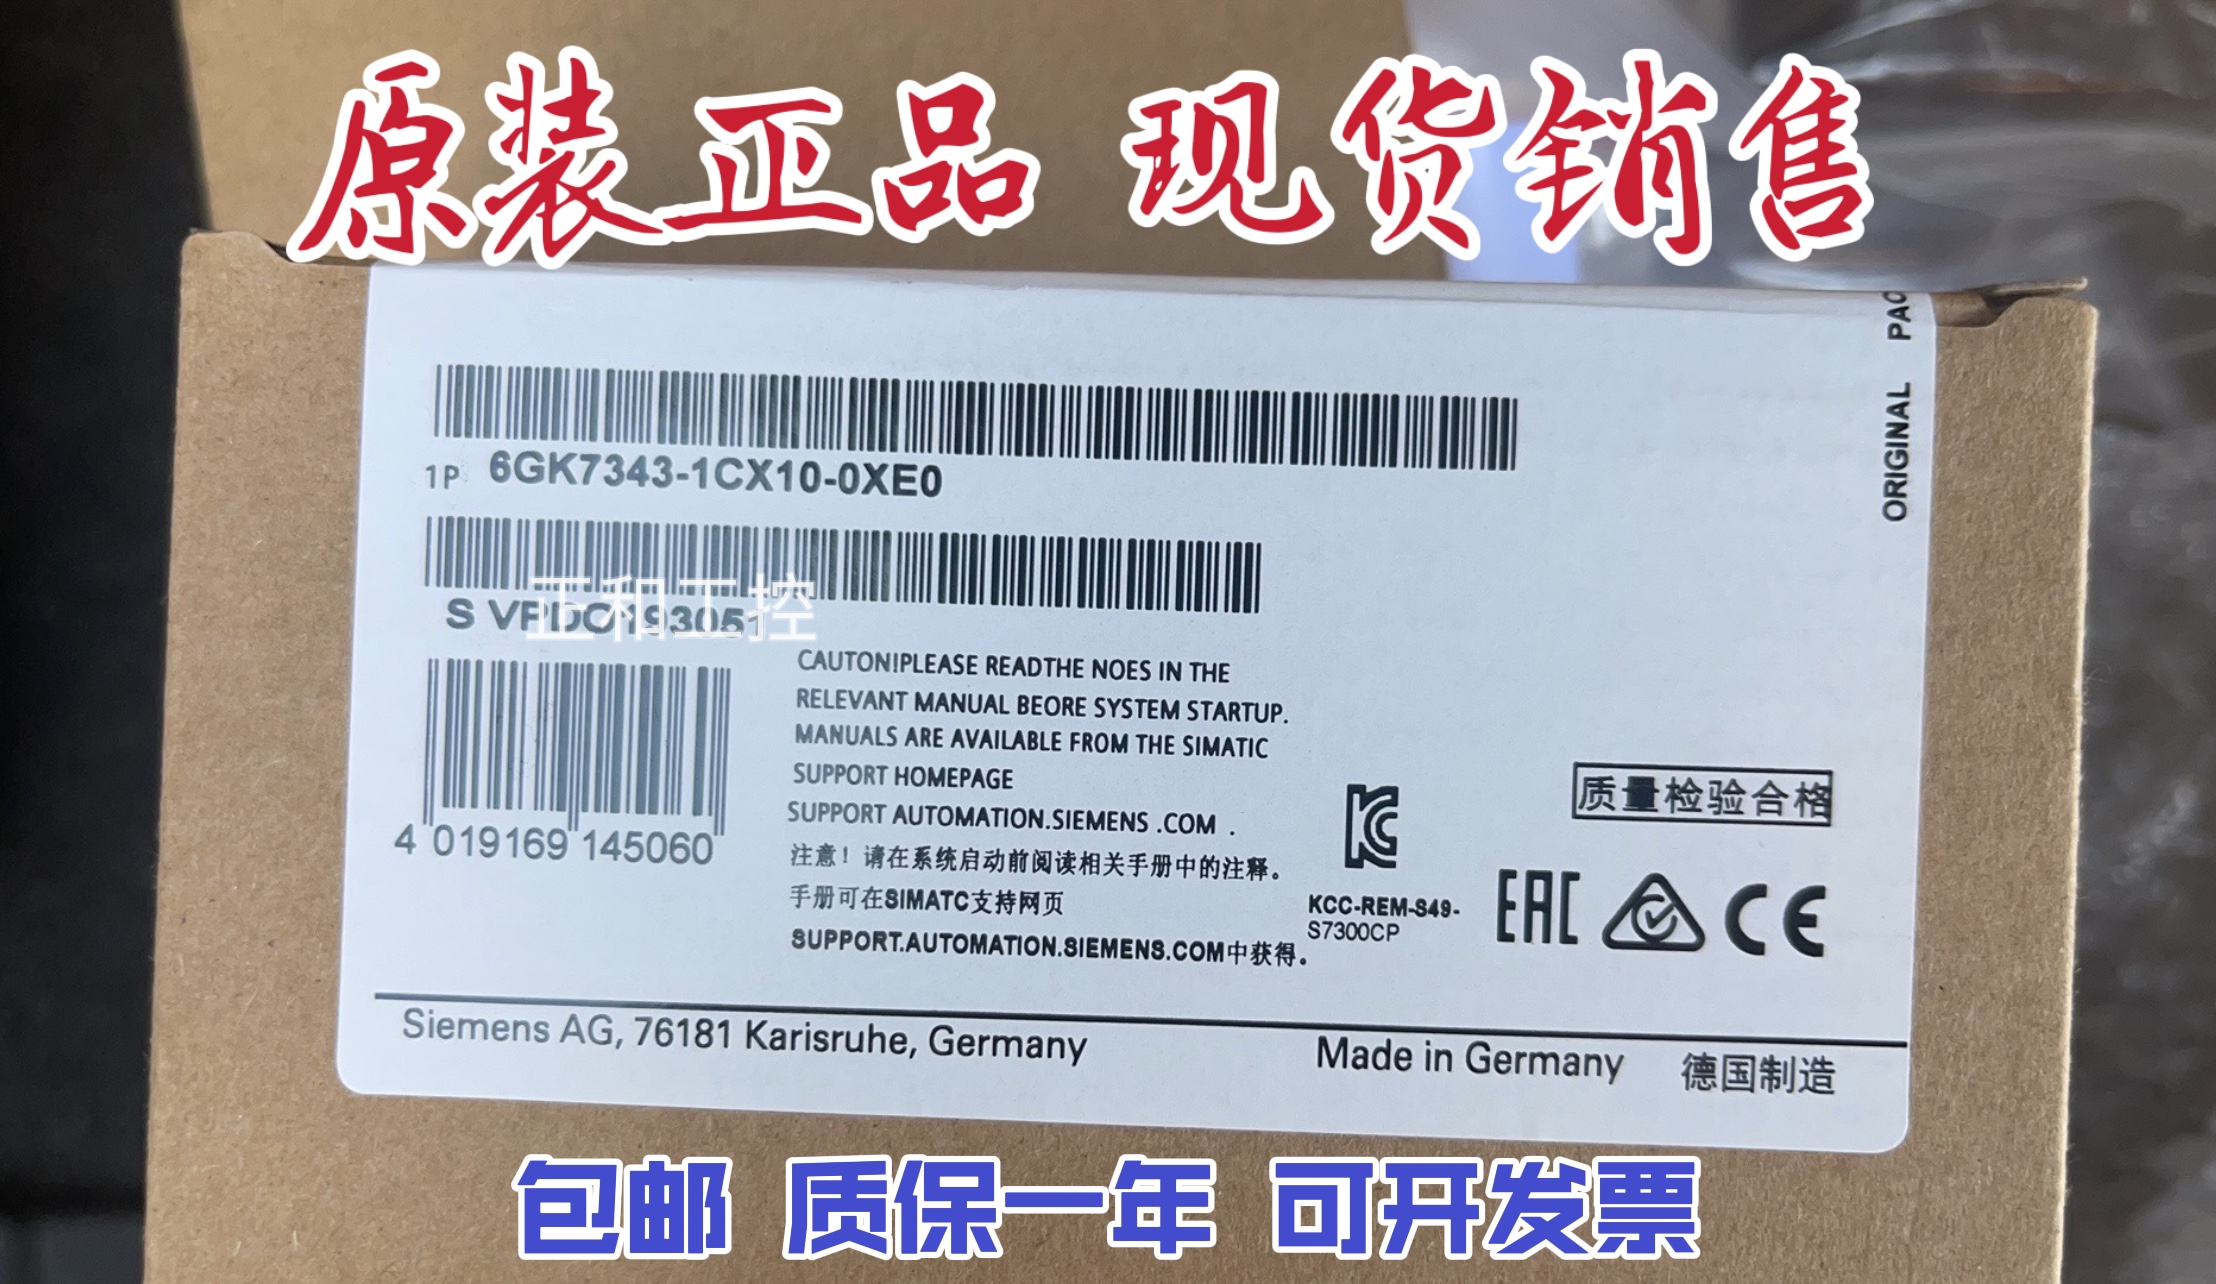 原装正品 现货销售
ORIGINAL PAC
1P 6GK7343-1CX10-0XE0
正和工控
S VPDO193051
4 019169 145060
CAUTON!PLEASE READTHE NOES IN THE
RELEVANT MANUAL BEORE SYSTEM STARTUP.
MANUALS ARE AVAILABLE FROM THE SIMATIC
SUPPORT HOMEPAGE
SUPPORT AUTOMATION.SIEMENS .COM .
注意！请在系统启动前阅读相关手册中的注释。
手册可在SIMATC支持网页
SUPPORT.AUTOMATION.SIEMENS.COM中获得。
KCC-REM-S49-
S7300CP
质量检验合格
EAC
CE
Siemens AG, 76181 Karisruhe, Germany
Made in Germany 德国制造
包邮 质保一年 可开发票